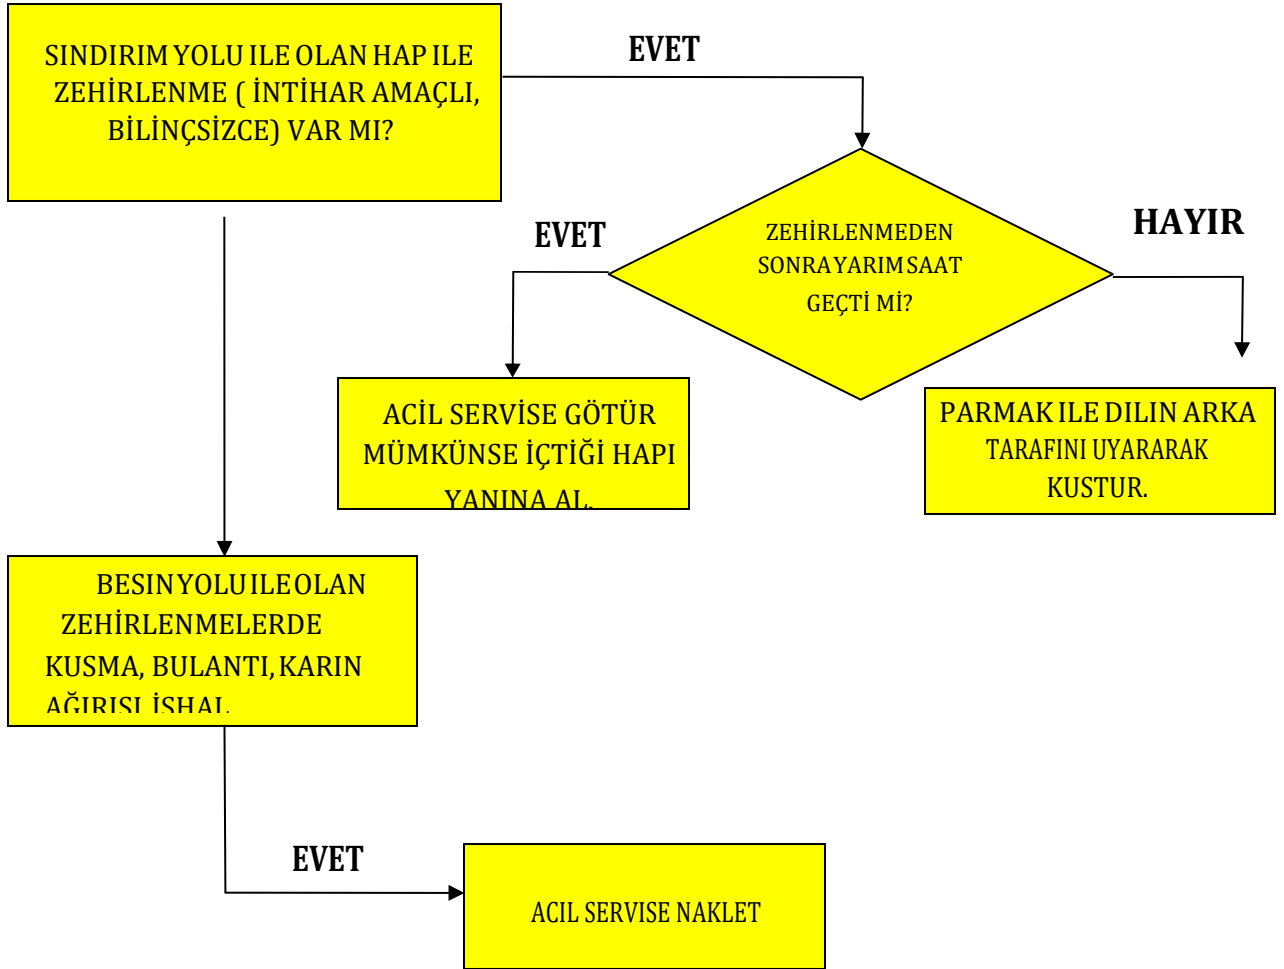 SINDIRIM YOLU ILE OLAN HAP ILE
ZEHİRLENME ( İNTİHAR AMAÇLI,
BİLİNÇSİZCE) VAR MI?
EVET
ZEHİRLENMEDEN
SONRA YARIM SAAT
GEÇTİ Mİ?
EVET
HAYIR
ACİL SERVİSE GÖTÜR
MÜMKÜNSE İÇTİĞİ HAPI
YANINA AL.
PARMAK ILE DILIN ARKA
TARAFINI UYARARAK
KUSTUR.
BESIN YOLU ILE OLAN
ZEHİRLENMELERDE
KUSMA, BULANTI, KARIN
AĞIRISI İSHAL
EVET
ACIL SERVISE NAKLET